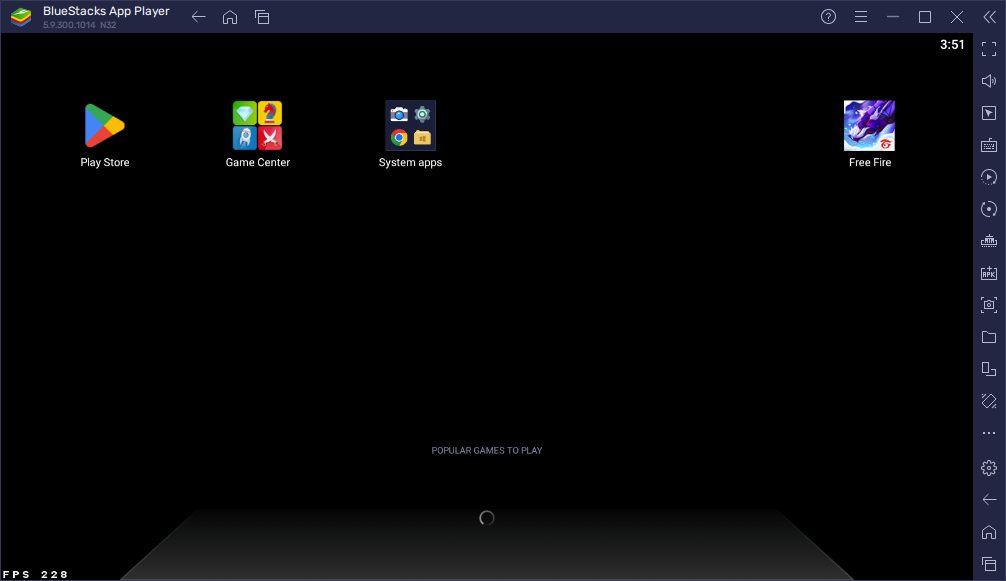 BlueStacks App Player
5.9.300.1014 N32
3:51
Play Store
Game Center
System apps
Free Fire
POPULAR GAMES TO PLAY
FPS 228
APK